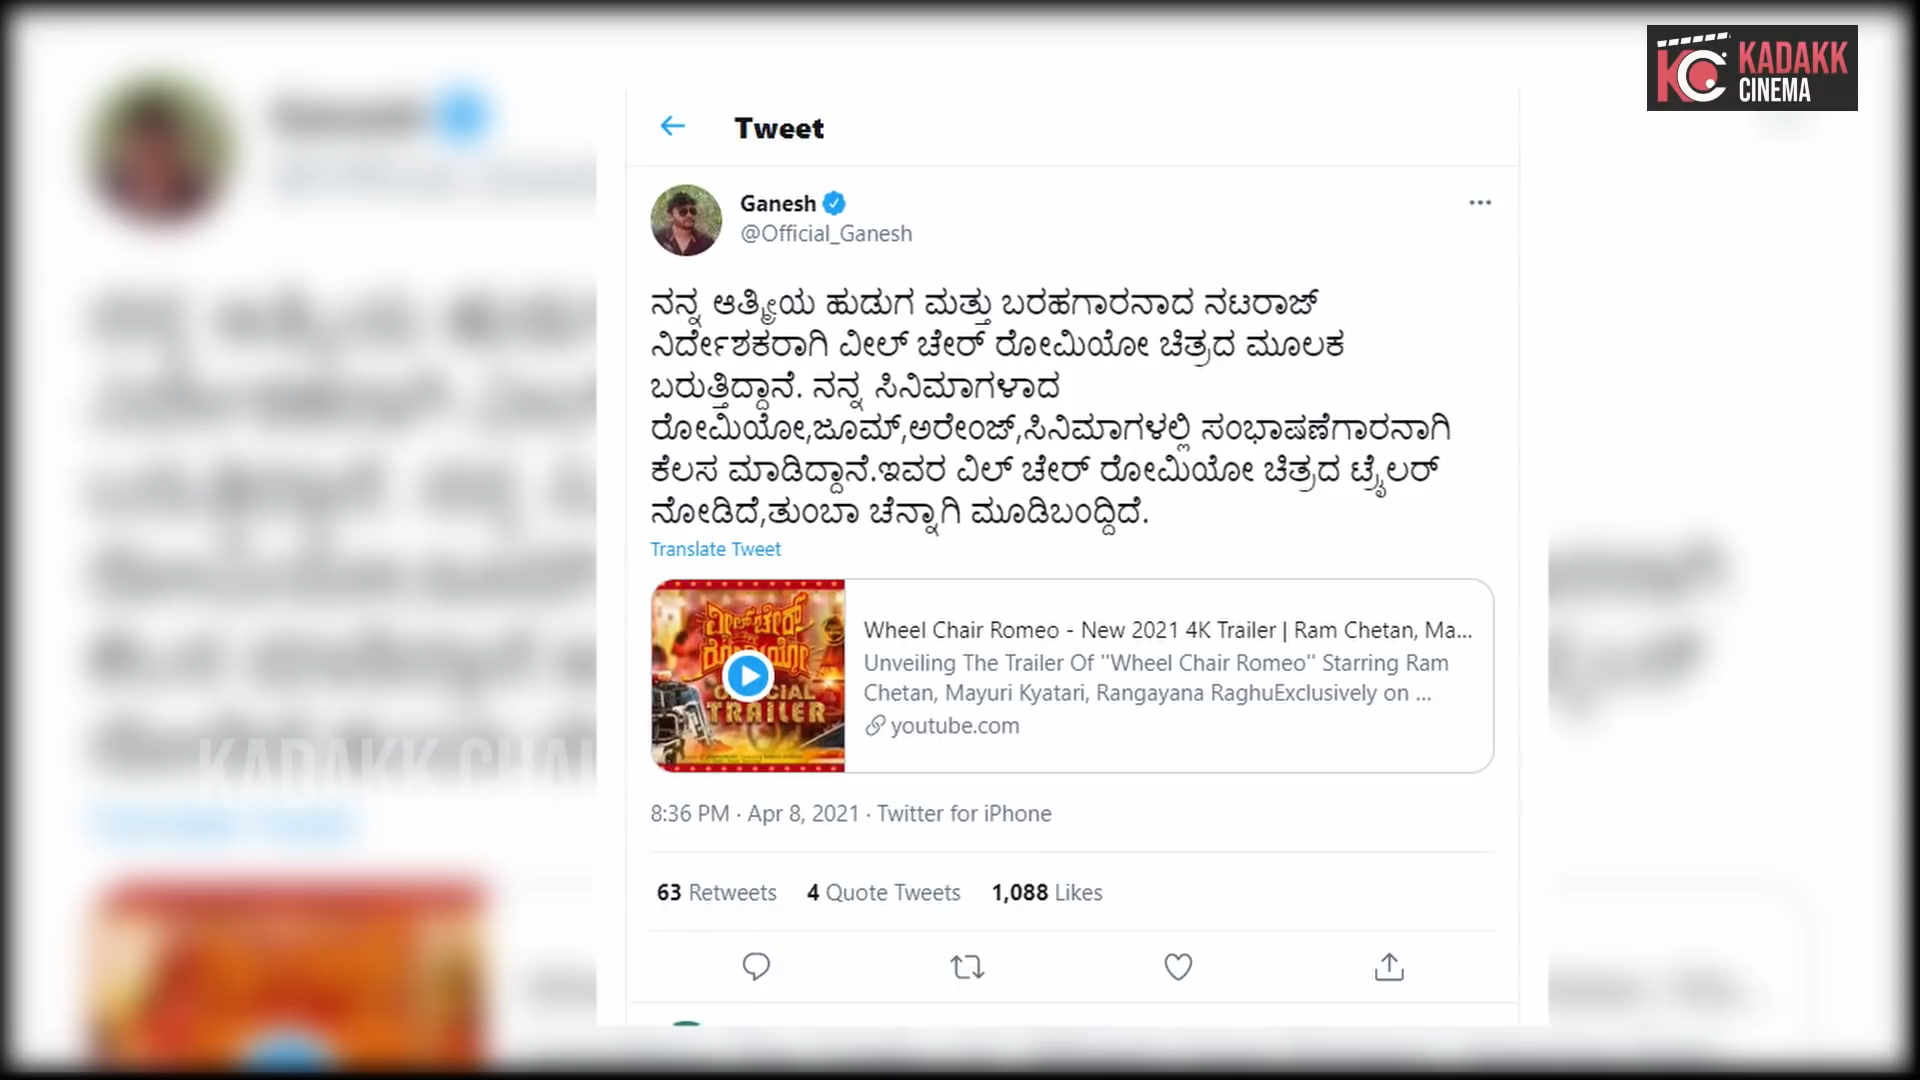 KADAKK
CINEMA
Tweet
Ganesh
@Official_Ganesh
ನನ್ನ ಆತ್ಮೀಯ ಹುಡುಗ ಮತ್ತು ಬರಹಗಾರನಾದ ನಟರಾಜ್
ನಿರ್ದೇಶಕರಾಗಿ ವೀಲ್ ಚೇರ್ ರೋಮಿಯೋ ಚಿತ್ರದ ಮೂಲಕ
ಬರುತ್ತಿದ್ದಾನೆ. ನನ್ನ ಸಿನಿಮಾಗಳಾದ
ರೋಮಿಯೋ,ಜೂಮ್,ಅರೇಂಜ್,ಸಿನಿಮಾಗಳಲ್ಲಿ ಸಂಭಾಷಣೆಗಾರನಾಗಿ
ಕೆಲಸ ಮಾಡಿದ್ದಾನೆ.ಇವರ ವಿಲ್ ಚೇರ್ ರೋಮಿಯೋ ಚಿತ್ರದ ಟ್ರೈಲರ್
ನೋಡಿದೆ,ತುಂಬಾ ಚೆನ್ನಾಗಿ ಮೂಡಿಬಂದ್ದಿದೆ.
Translate Tweet
ವೀಲ್‌ಚೇರ್
ರೋಮಿಯೋ
TRAILER
Wheel Chair Romeo - New 2021 4K Trailer | Ram Chetan, Ma...
Unveiling The Trailer Of "Wheel Chair Romeo" Starring Ram
Chetan, Mayuri Kyatari, Rangayana RaghuExclusively on ...
youtube.com
8:36 PM · Apr 8, 2021 · Twitter for iPhone
63 Retweets 4 Quote Tweets 1,088 Likes
KADAKK